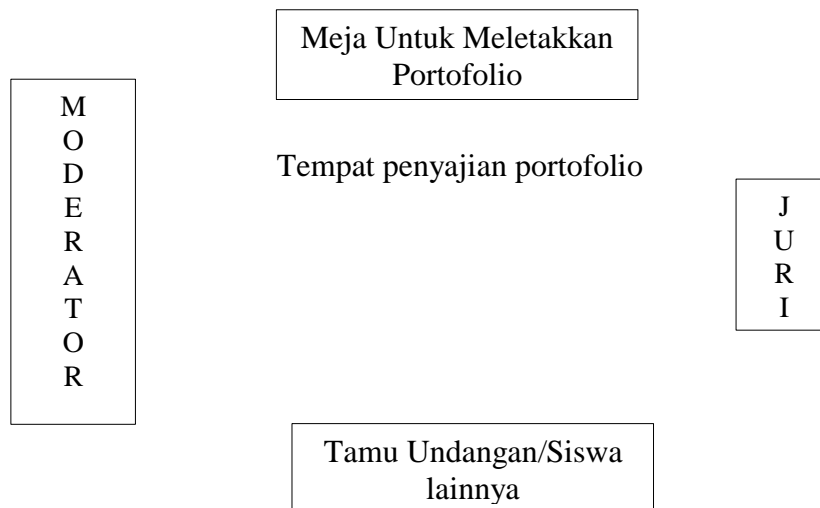 Meja Untuk Meletakkan
Portofolio
M
O
D
E
R
A
T
O
R
Tempat penyajian portofolio
J
U
R
I
Tamu Undangan/Siswa
lainnya